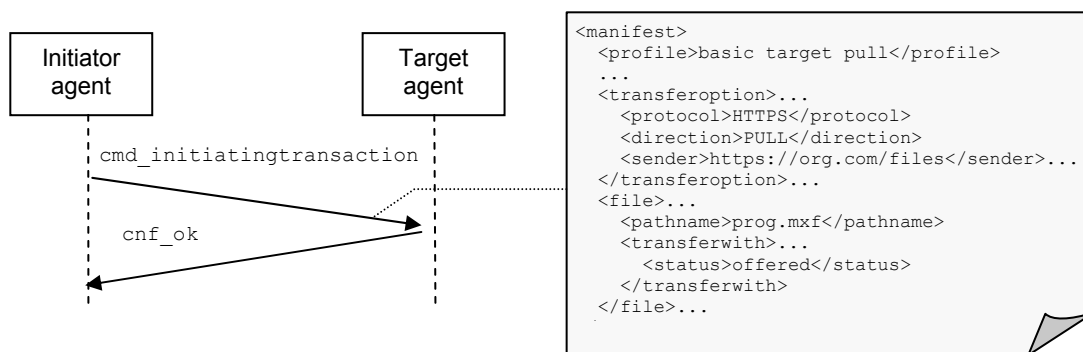 Initiator
agent
Target
agent
cmd_initiatingtransaction
cnf_ok
<manifest>
  <profile>basic target pull</profile>
  ...
  <transferoption>...
    <protocol>HTTPS</protocol>
    <direction>PULL</direction>
    <sender>https://org.com/files</sender>...
  </transferoption>...
  <file>...
    <pathname>prog.mxf</pathname>
    <transferwith>...
      <status>offered</status>
    </transferwith>
  </file>...